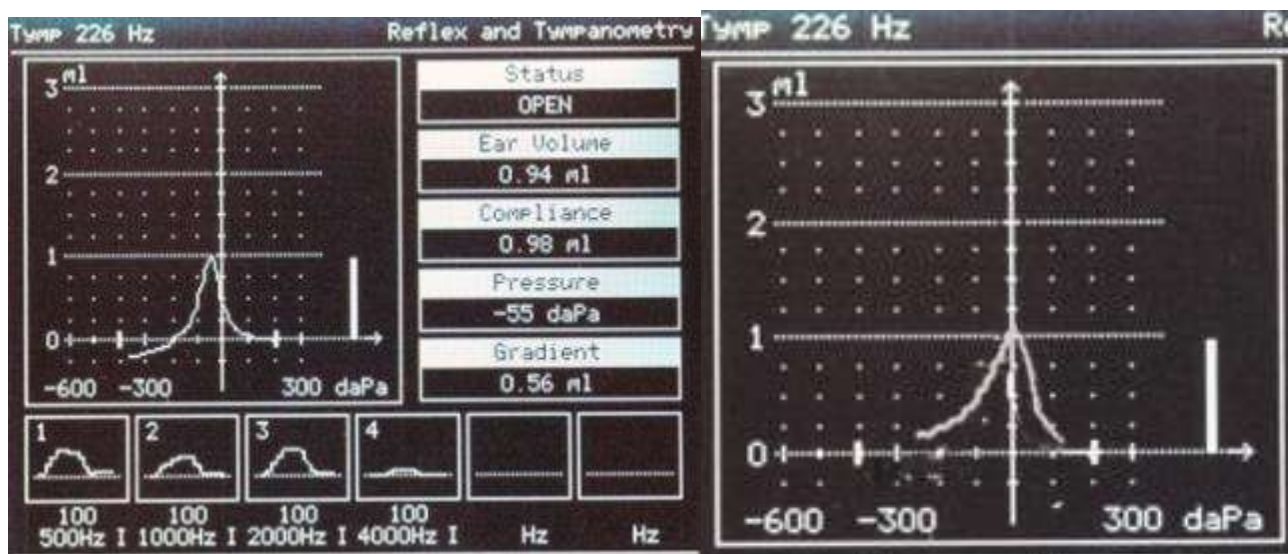 Tymp 226 Hz
Reflex and Tympanometry
ml
3
2
1
0
-600 -300 300 daPa
Status
OPEN
Ear Volume
0.94 ml
Compliance
0.98 ml
Pressure
-55 daPa
Gradient
0.56 ml
1 2 3 4
100 100 100 100
500Hz I 1000Hz I 2000Hz I 4000Hz I Hz Hz
Tymp 226 Hz
Re
ml
3
2
1
0
-600 -300 300 daPa